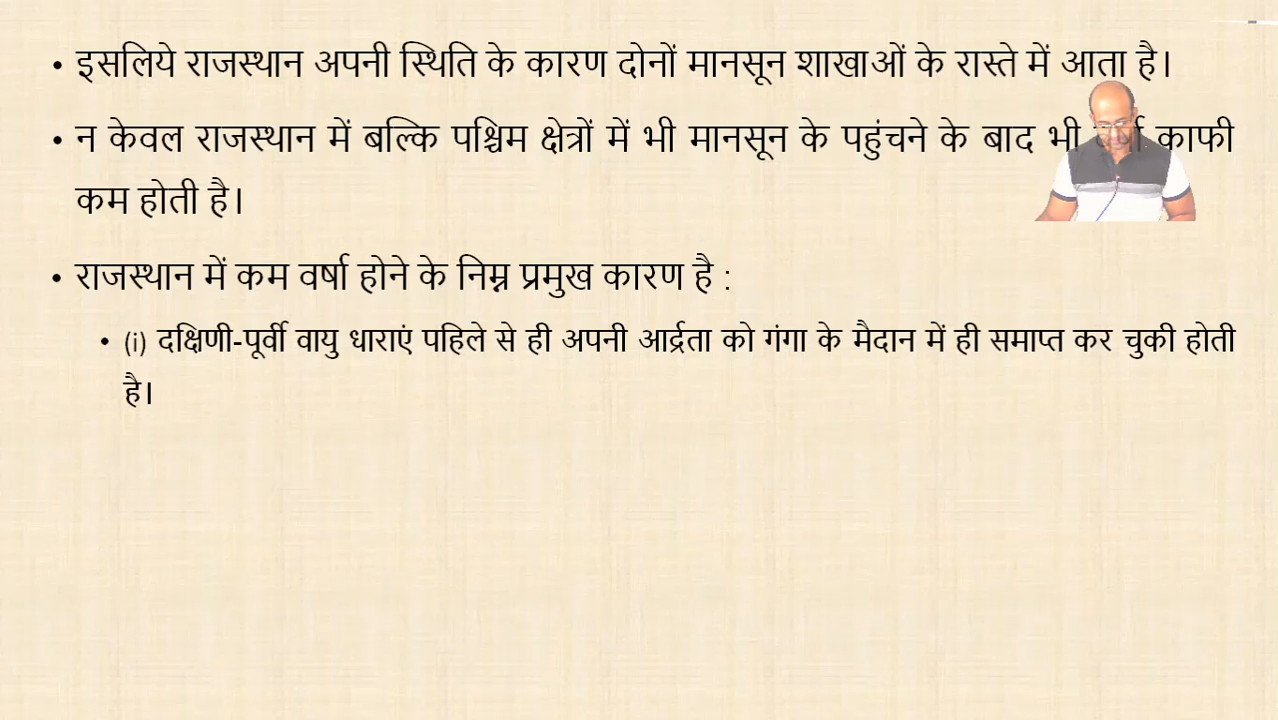 • इसलिये राजस्थान अपनी स्थिति के कारण दोनों मानसून शाखाओं के रास्ते में आता है।
• न केवल राजस्थान में बल्कि पश्चिम क्षेत्रों में भी मानसून के पहुंचने के बाद भी काफी
कम होती है।
• राजस्थान में कम वर्षा होने के निम्न प्रमुख कारण है :
• (i) दक्षिणी-पूर्वी वायु धाराएं पहिले से ही अपनी आर्द्रता को गंगा के मैदान में ही समाप्त कर चुकी होती
है।